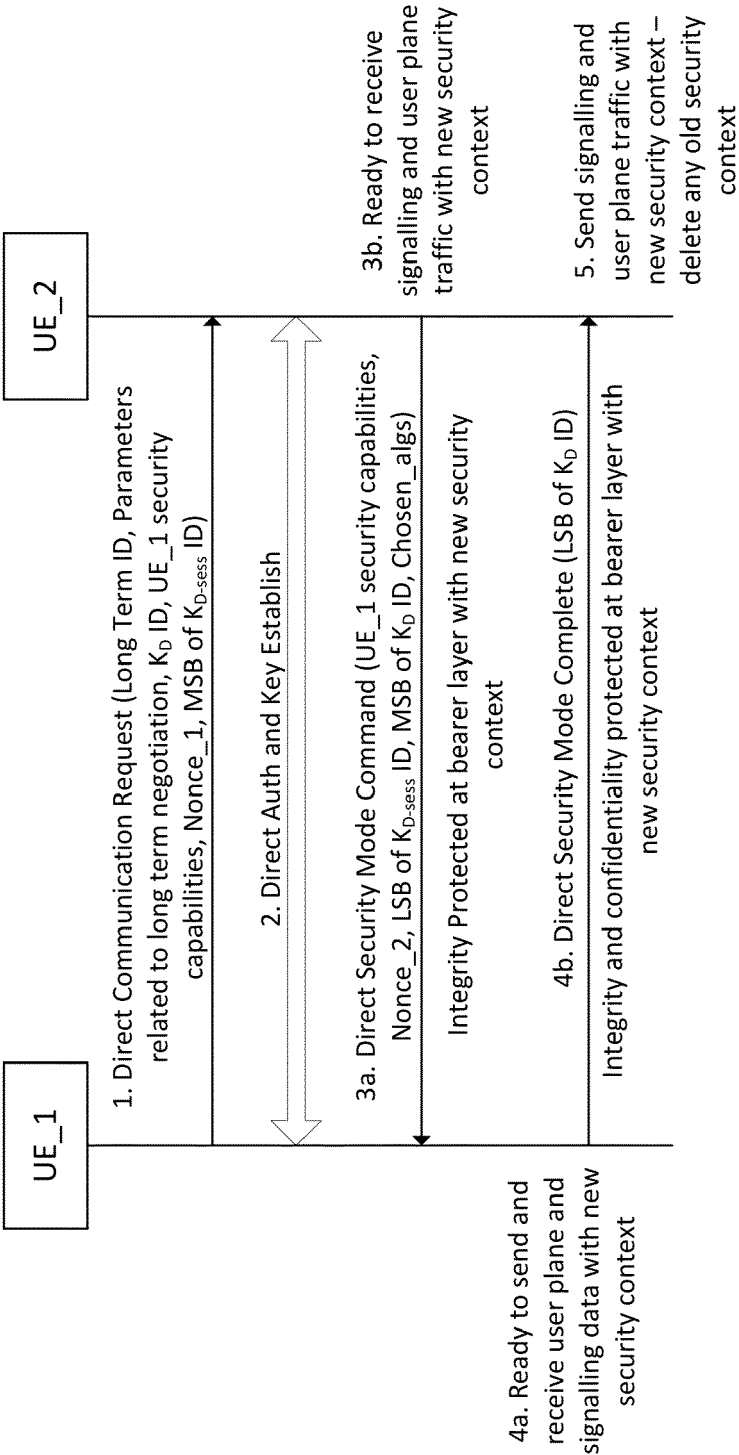 UE_1
UE_2
1. Direct Communication Request (Long Term ID, Parameters
related to long term negotiation, K_D ID, UE_1 security
capabilities, Nonce_1, MSB of K_D-sess ID)
2. Direct Auth and Key Establish
3a. Direct Security Mode Command (UE_1 security capabilities,
Nonce_2, LSB of K_D-sess ID, MSB of K_D ID, Chosen_algs)
Integrity Protected at bearer layer with new security
context
3b. Ready to receive
signalling and user plane
traffic with new security
context
4a. Ready to send and
receive user plane and
signalling data with new
security context
4b. Direct Security Mode Complete (LSB of K_D ID)
Integrity and confidentiality protected at bearer layer with
new security context
5. Send signalling and
user plane traffic with
new security context –
delete any old security
context